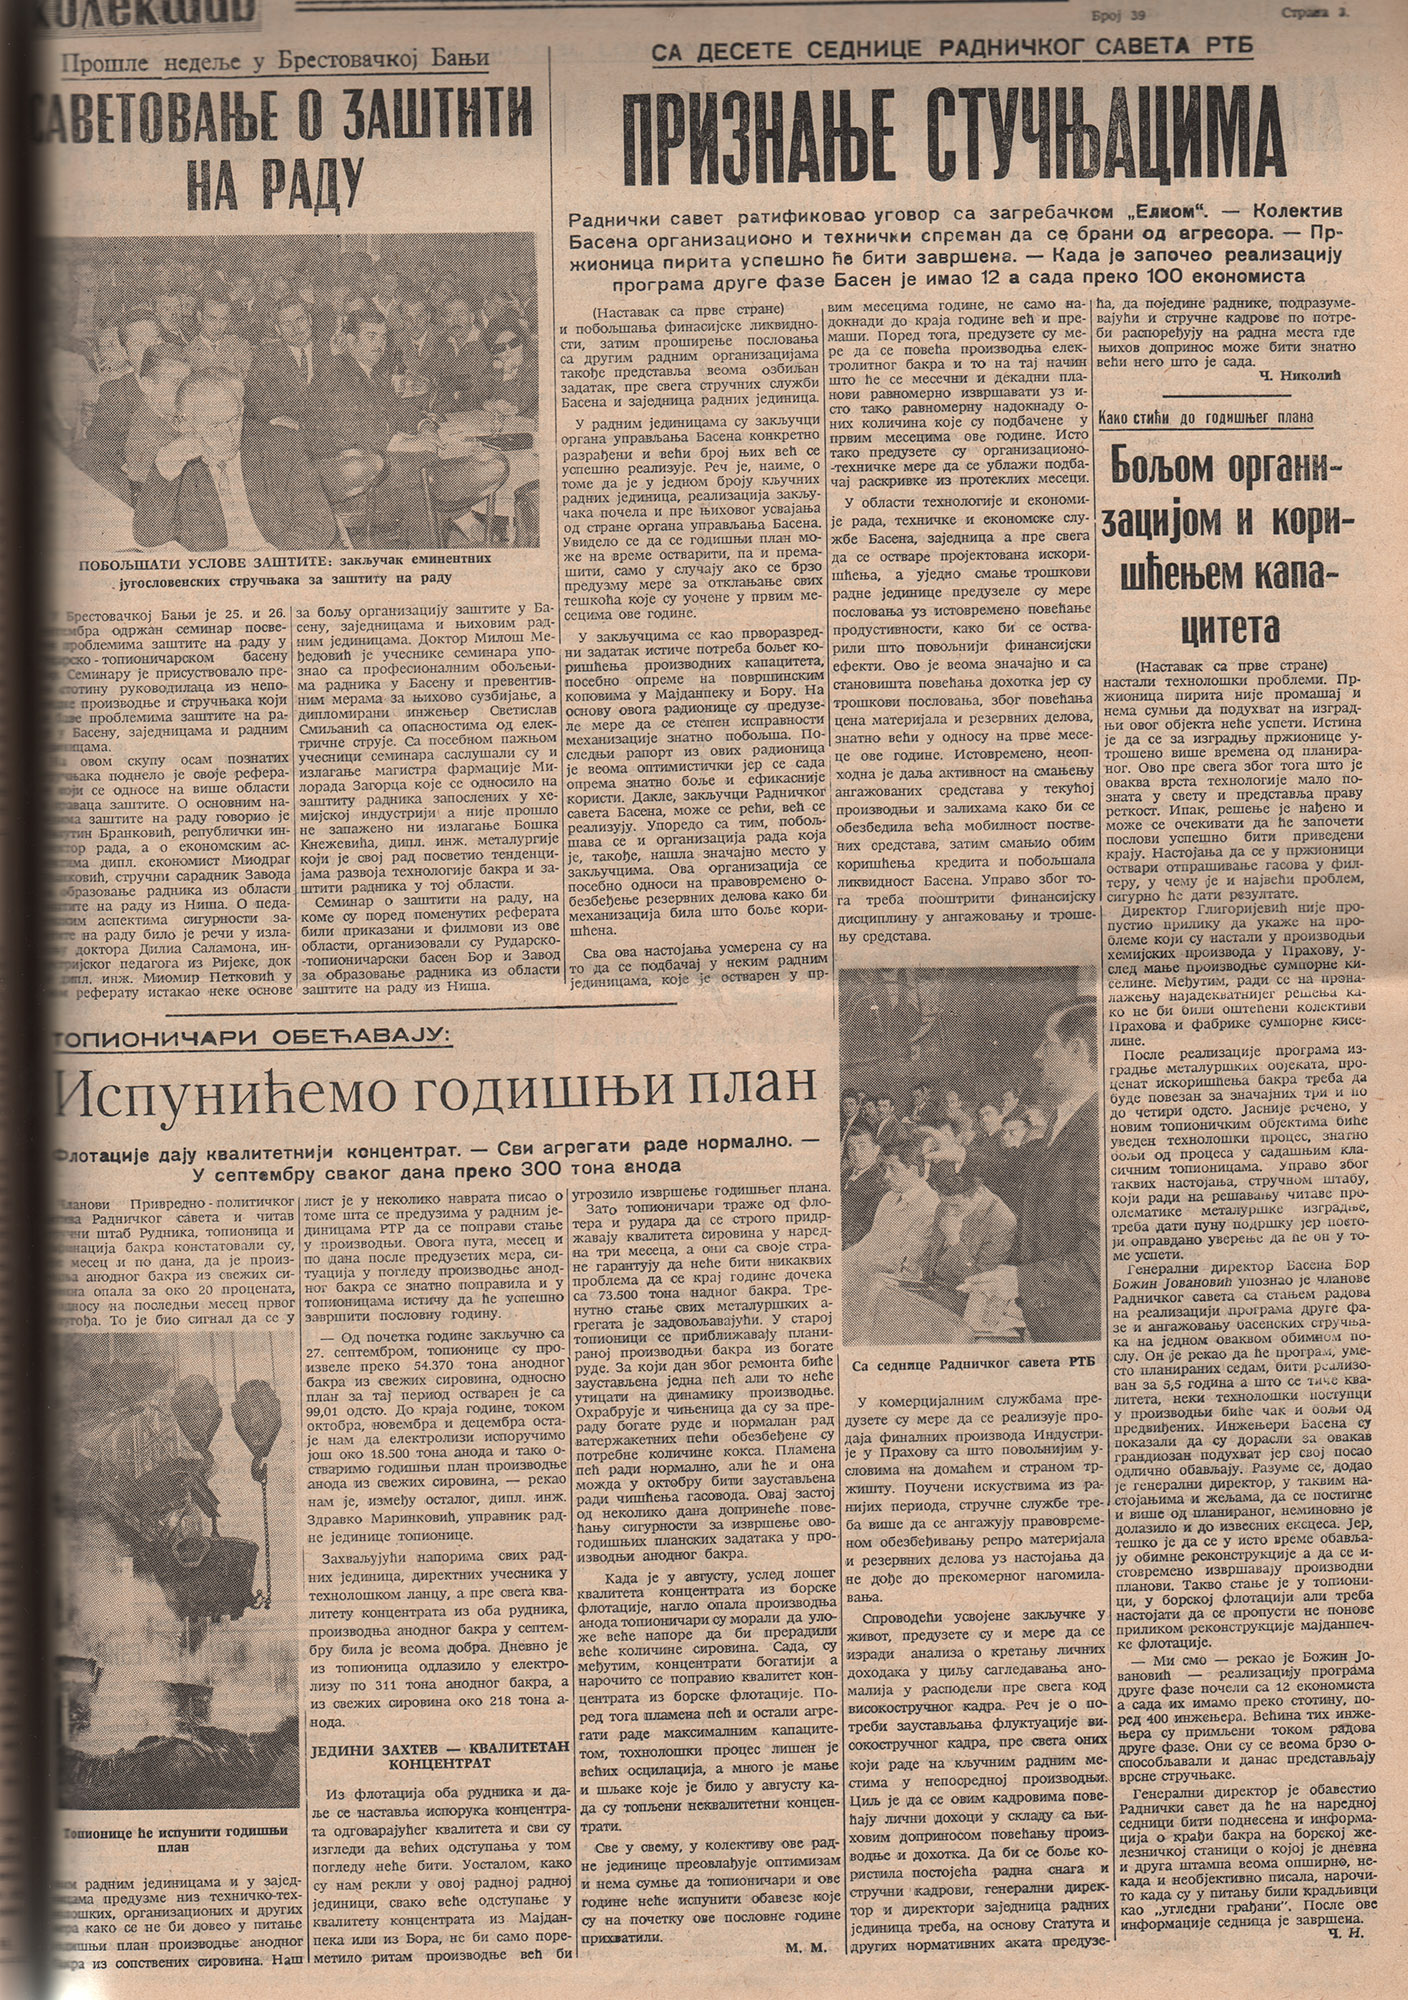 Колектив
Број 39
Страна 3.
Прошле недеље у Брестовачкој Бањи
САВЕТОВАЊЕ О ЗАШТИТИ
НА РАДУ
ПОБОЉШАТИ УСЛОВЕ ЗАШТИТЕ: закључак еминентних
југословенских стручњака за заштиту на раду
Брестовачкој Бањи је 25. и 26.
одржан семинар посве-
проблемима заштите на раду у
-топионичарском басену
Семинару је присуствовало пре-
стотину руководилаца из непо-
производње и стручњака који
проблемима заштите на ра-
Басену, заједницама и радним
овом скупу осам познатих
поднело је своје рефера-
се односе на више области
заштите. О основним на-
заштите на раду говорио је
Бранковић, републички ин-
рада, а о економским ас-
дипл. економист Миодраг
стручни сарадник Завода
образовање радника из области
на раду из Ниша. О педа-
аспектима сигурности за-
на раду било је речи у изла-
доктора Дилиа Саламона, ин-
педагога из Ријеке, док
инж. Миомир Петковић у
реферату истакао неке основе
за бољу организацију заштите у Ба-
сену, заједницама и њиховим рад-
ним јединицама. Доктор Милош Ме-
ђедовић је учеснике семинара упо-
знао са професионалним обољењи-
ма радника у Басену и превентив-
ним мерама за њихово сузбијање, а
дипломирани инжењер Светислав
Смиљанић са опасностима од елек-
тричне струје. Са посебном пажњом
учесници семинара саслушали су и
излагање магистра фармације Ми-
лорада Загорца које се односило на
заштиту радника запослених у хе-
мијској индустрији а није прошло
не запажено ни излагање Бошка
Кнежевића, дипл. инж. металургије
који је свој рад посветио тенденци-
јама развоја технологије бакра и за-
штити радника у тој области.
Семинар о заштити на раду, на
коме су поред поменутих реферата
били приказани и филмови из ове
области, организовали су Рударско-
-топионичарски басен Бор и Завод
за образовање радника из области
заштите на раду из Ниша.
СА ДЕСЕТЕ СЕДНИЦЕ РАДНИЧКОГ САВЕТА РТБ
ПРИЗНАЊЕ СТУЧЊАЦИМА
Раднички савет ратификовао уговор са загребачком „Елком“. — Колектив
Басена организационо и технички спреман да се брани од агресора. — Пр-
жионица пирита успешно ће бити завршена. — Када је започео реализацију
програма друге фазе Басен је имао 12 а сада преко 100 економиста
(Наставак са прве стране)
и побољшања финасијске ликвидно-
сти, затим проширење пословања
са другим радним организацијама
такође представља веома озбиљан
задатак, пре свега стручних служби
Басена и заједница радних јединица.
У радним јединицама су закључци
органа управљања Басена конкретно
разрађени и већи број њих већ се
успешно реализује. Реч је, наиме, о
томе да је у једном броју кључних
радних јединица, реализација закљу-
чака почела и пре њиховог усвајања
од стране органа управљања Басена.
Увидело се да се годишњи план мо-
же на време остварити, па и према-
шити, само у случају ако се брзо
предузму мере за отклањање свих
тешкоћа које су уочене у првим ме-
сецима ове године.
У закључцима се као прворазред-
ни задатак истиче потреба бољег ко-
ришћења производних капацитета,
посебно опреме на површинским
коповима у Мајданпеку и Бору. На
основу овога радионице су предузе-
ле мере да се степен исправности
механизације знатно побољша. По-
следњи рапорт из ових радионица
је веома оптимистички јер се сада
опрема знатно боље и ефикасније
користи. Дакле, закључци Радничког
савета Басена, може се рећи, већ се
реализују. Упоредо са тим, побољ-
шава се и организација рада која
је, такође, нашла значајно место у
закључцима. Ова организација се
посебно односи на правовремено о-
безбеђење резервних делова како би
механизација била што боље кори-
шћена.
Сва ова настојања усмерена су на
то да се подбачај у неким радним
јединицама, које је остварен у пр-
вим месецима године, не само на-
докнади до краја године већ и пре-
маши. Поред тога, предузете су ме-
ре да се повећа производња елек-
тролитног бакра и то на тај начин
што ће се месечни и декадни пла-
нови равномерно извршавати уз и-
сто тако равномерну надокнаду о-
них количина које су подбачене у
првим месецима ове године. Исто
тако предузете су организационо-
-техничке мере да се ублажи подба-
чај раскривке из протеклих месеци.
У области технологије и економи-
је рада, техничке и економске слу-
жбе Басена, заједница а пре свега
да се остваре пројектована искори-
шћења, а уједно смање трошкови
радне јединице предузеле су мере
пословања уз истовремено повећање
продустивности, како би се оства-
рили што повољнији финансијски
ефекти. Ово је веома значајно и са
становишта повећања дохотка јер су
трошкови пословања, због повећања
цена материјала и резервних делова,
знатно већи у односу на прве месе-
це ове године. Истовремено, неоп-
ходна је даља активност на смањењу
ангажованих средстава у текућој
производњи и залихама како би се
обезбедила већа мобилност постве-
них средстава, затим смањио обим
коришћења кредита и побољшала
ликвидност Басена. Управо због то-
га треба пооштрити финансијску
дисциплину у ангажовању и троше-
њу средстава.
Са седнице Радничког савета РТБ
У комерцијалним службама пре-
дузете су мере да се реализује про-
даја финалних производа Индустри-
је у Прахову са што повољнијим у-
словима на домаћем и страном тр-
жишту. Поучени искуствима из ра-
нијих периода, стручне службе тре-
ба више да се ангажују правовреме-
ном обезбеђивању репро материјала
и резервних делова уз настојања да
не дође до прекомерног нагомила-
вања.
Спроводећи усвојене закључке у
живот, предузете су и мере да се
изради анализа о кретању личних
доходака у циљу сагледавања ано-
малија у расподели пре свега код
високостручног кадра. Реч је о по-
треби заустављања флуктуације ви-
сокостручног кадра, пре свега оних
који раде на кључним радним ме-
стима у непосредној производњи.
Циљ је да се овим кадровима пове-
ћају лични дохоци у складу са њи-
ховим доприносом повећању произ-
водње и дохотка. Да би се боље ко-
ристила постојећа радна снага и
стручни кадрови, генерални дирек-
тор и директори заједница радних
јединица треба, на основу Статута и
других нормативних аката предузе-
ћа, да поједине раднике, подразуме-
вајући и стручне кадрове по потре-
би распоређују на радна места где
њихов допринос може бити знатно
већи него што је сада.
Ч. Николић
Како стићи до годишњег плана
Бољом органи-
зацијом и кори-
шћењем капа-
цитета
(Наставак са прве стране)
настали технолошки проблеми. Пр-
жионица пирита није промашај и
нема сумњи да подухват на изград-
њи овог објекта неће успети. Истина
је да се за изградњу пржионице у-
трошено више времена од планира-
ног. Ово пре свега због тога што је
оваква врста технологије мало по-
зната у свету и представља праву
реткост. Ипак, решење је нађено и
може се очекивати да ће започети
послови успешно бити приведени
крају. Настојања да се у пржионици
оствари отпрашивање гасова у фил-
теру, у чему је и највећи проблем,
сигурно ће дати резултате.
Директор Глигоријевић није про-
пустио прилику да укаже на про-
блеме који су настали у производњи
хемијских производа у Прахову, у-
след мање производње сумпорне ки-
селине. Међутим, ради се на прона-
лажењу најадекватнијег решења ка-
ко не би били оштећени колективи
Прахова и фабрике сумпорне кисе-
лине.
После реализације програма из-
градње металуршких објеката, про-
ценат искоришћења бакра треба да
буде повезан за значајних три и по
до четири одсто. Јасније речено, у
новим топионичким објектима биће
уведен технолошки процес, знатно
бољи од процеса у садашњим кла-
сичним топионицама. Управо због
таквих настојања, стручном штабу,
који ради на решавању читаве про-
блематике металуршке изградње,
треба дати пуну подршку јер посто-
ји оправдано уверење да ће он у то-
ме успети.
Генерални директор Басена Бор
Божин Јовановић упознао је чланове
Радничког савета са стањем радова
на реализацији програма друге фа-
зе и ангажовању басенских стручња-
ка на једном оваквом обимном по-
слу. Он је рекао да ће програм, уме-
сто планираних седам, бити реализо-
ван за 5,5 година а што се тиче ква-
литета, неки технолошки поступци
у производњи биће чак и бољи од
предвиђених. Инжењери Басена су
показали да су дорасли за овакав
грандиозан подухват јер свој посао
одлично обављају. Разуме се, додао
је генерални директор, у таквим на-
стојањима и жељама, да се постигне
и више од планираног, неминовно је
долазило и до извесних ексцеса. Јер,
тешко је да се у исто време обавља-
ју обимне реконструкције а да се и-
стовремено извршавају производни
планови. Такво стање је у топиони-
ци, у борској флотацији али треба
настојати да се пропусти не понове
приликом реконструкције мајданпеч-
ке флотације.
— Ми смо — рекао је Божин Јо-
вановић — реализацију програма
друге фазе почели са 12 економиста
а сада их имамо преко стотину, по-
ред 400 инжењера. Већина тих инже-
њера су примљени током радова
друге фазе. Они су се веома брзо о-
способљавали и данас представљају
врсне стручњаке.
Генерални директор је обавестио
Раднички савет да ће на наредној
седници бити поднесена и информа-
ција о крађи бакра на борској же-
лезничкој станици о којој је дневна
и друга штампа веома опширно, не-
када и необјективно писала, нарочи-
то када су у питању били крадљивци
као „угледни грађани“. После ове
информације седница је завршена.
Ч. Н.
ТОПИОНИЧАРИ ОБЕЋАВАЈУ:
Испунићемо годишњи план
Флотације дају квалитетнији концентрат. — Сви агрегати раде нормално. —
У септембру сваког дана преко 300 тона анода
Чланови Привредно-политичког
Радничког савета и читав
штаб Рудника, топионица и
бакра констатовали су,
месец и по дана, да је произ-
анодног бакра из свежих си-
опала за око 20 процената,
односу на последњи месец првог
То је био сигнал да се у
Топионице ће испунити годишњи
план
радним јединицама и у зајед-
предузме низ техничко-тех-
организационих и других
како се не би довео у питање
план производње анодног
из сопствених сировина. Наш
лист је у неколико наврата писао о
томе шта се предузима у радним је-
диницама РТР да се поправи стање
у производњи. Овога пута, месец и
по дана после предузетих мера, си-
туација у погледу производње анод-
ног бакра се знатно поправила и у
топионицама истичу да ће успешно
завршити пословну годину.
— Од почетка године закључно са
27. септембром, топионице су про-
извеле преко 54.370 тона анодног
бакра из свежих сировина, односно
план за тај период остварен је са
99,01 одсто. До краја године, током
октобра, новембра и децембра оста-
је нам да електролизи испоручимо
још око 18.500 тона анода и тако о-
стваримо годишњи план производње
анода из свежих сировина, — рекао
нам је, између осталог, дипл. инж.
Здравко Маринковић, управник рад-
не јединице топионице.
Захваљујући напорима свих рад-
них јединица, директних учесника у
технолошком ланцу, а пре свега ква-
литету концентрата из оба рудника,
производња анодног бакра у септем-
бру била је веома добра. Дневно је
из топионица одлазило у електро-
лизу по 311 тона анодног бакра, а
из свежих сировина око 218 тона а-
нода.
ЈЕДИНИ ЗАХТЕВ — КВАЛИТЕТАН
КОНЦЕНТРАТ
Из флотација оба рудника и да-
ље се наставља испорука концентра-
та одговарајућег квалитета и сви су
изгледи да већих одступања у том
погледу неће бити. Уосталом, како
су нам рекли у овој радној радној
јединици, свако веће одступање у
квалитету концентрата из Мајдан-
пека или из Бора, не би само поре-
метило ритам производње већ би
угрозило извршење годишњег плана.
Зато топионичари траже од фло-
тера и рудара да се строго придр-
жавају квалитета сировина у наред-
на три месеца, а они са своје стра-
не гарантују да неће бити никаквих
проблема да се крај године дочека
са 73.500 тона надног бакра. Тре-
нутно стање свих металуршких а-
грегата је задовољавајући. У старој
топионици се приближавају плани-
раној производњи бакра из богате
руде. За који дан због ремонта биће
заустављена једна пећ али то неће
утицати на динамику производње.
Охрабрује и чињеница да су за пре-
раду богате руде и нормалан рад
ватержакетних пећи обезбеђене су
потребне количине кокса. Пламена
пећ ради нормално, али ће и она
можда у октобру бити заустављена
ради чишћења гасовода. Овај застој
од неколико дана допринеће пове-
ћању сигурности за извршење ово-
годишњих планских задатака у про-
изводњи анодног бакра.
Када је у августу, услед лошег
квалитета концентрата из борске
флотације, нагло опала производња
анода топионичари су морали да уло-
же веће напоре да би прерадили
веће количине сировина. Сада, су
међутим, концентрати богатији а
нарочито се поправио квалитет кон-
центрата из борске флотације. По-
ред тога пламена пећ и остали агре-
гати раде максималним капаците-
том, тохнолошки процес лишен је
већих осцилација, а много је мање
и шљаке које је било у августу ка-
да су топљени неквалитетни концен-
трати.
Све у свему, у колективу ове рад-
не јединице преовлађује оптимизам
и нема сумње да топионичари и ове
године неће испунити обавезе које
су на почетку ове пословне године
прихватили.
М. М.